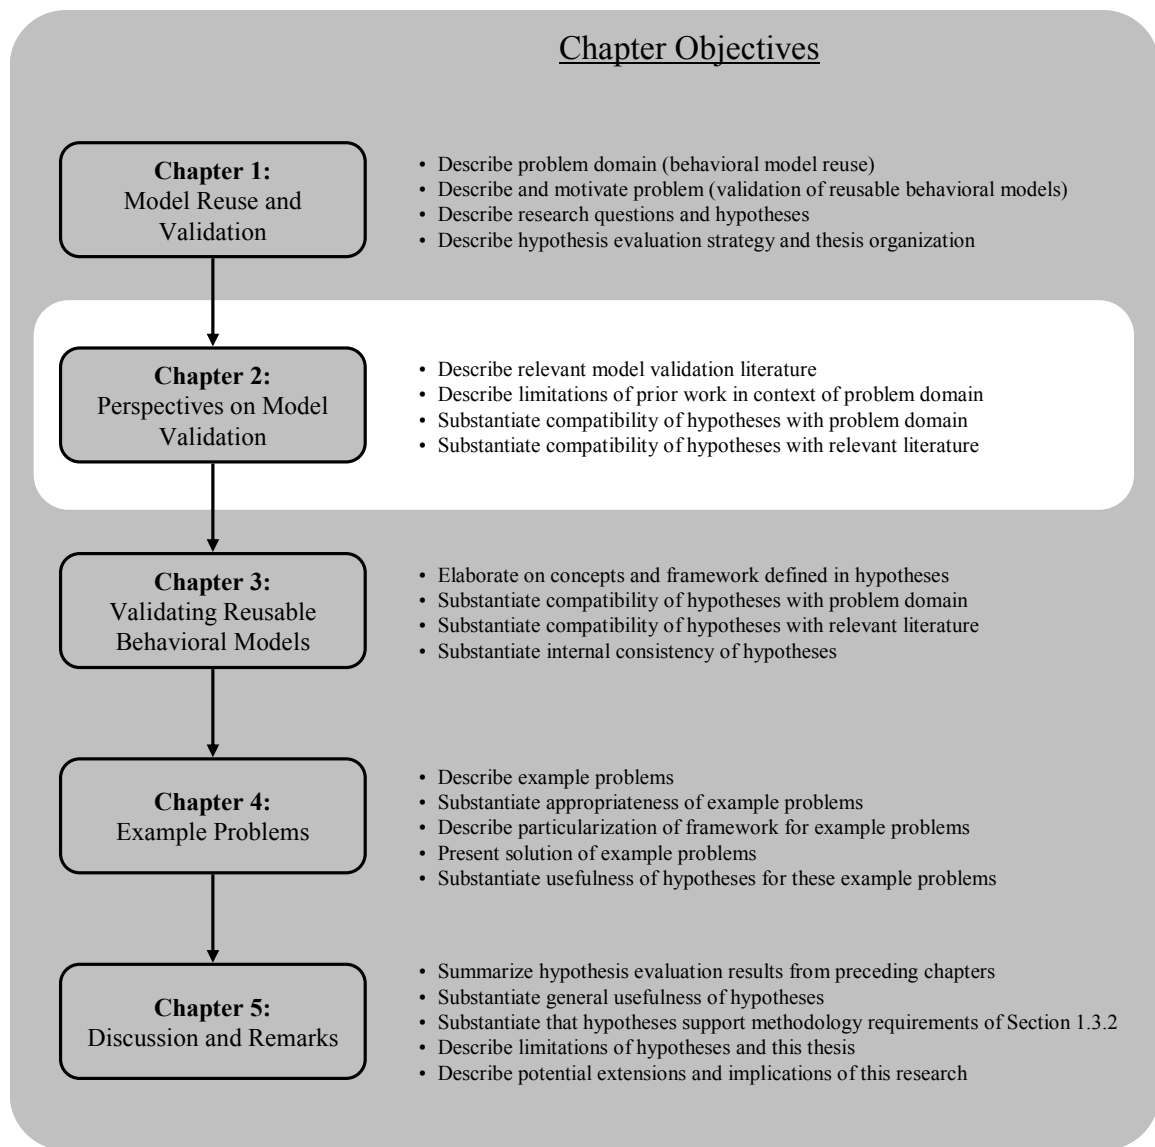 Chapter Objectives
Chapter 1:
Model Reuse and
Validation
• Describe problem domain (behavioral model reuse)
• Describe and motivate problem (validation of reusable behavioral models)
• Describe research questions and hypotheses
• Describe hypothesis evaluation strategy and thesis organization
Chapter 2:
Perspectives on Model
Validation
• Describe relevant model validation literature
• Describe limitations of prior work in context of problem domain
• Substantiate compatibility of hypotheses with problem domain
• Substantiate compatibility of hypotheses with relevant literature
Chapter 3:
Validating Reusable
Behavioral Models
• Elaborate on concepts and framework defined in hypotheses
• Substantiate compatibility of hypotheses with problem domain
• Substantiate compatibility of hypotheses with relevant literature
• Substantiate internal consistency of hypotheses
Chapter 4:
Example Problems
• Describe example problems
• Substantiate appropriateness of example problems
• Describe particularization of framework for example problems
• Present solution of example problems
• Substantiate usefulness of hypotheses for these example problems
Chapter 5:
Discussion and Remarks
• Summarize hypothesis evaluation results from preceding chapters
• Substantiate general usefulness of hypotheses
• Substantiate that hypotheses support methodology requirements of Section 1.3.2
• Describe limitations of hypotheses and this thesis
• Describe potential extensions and implications of this research